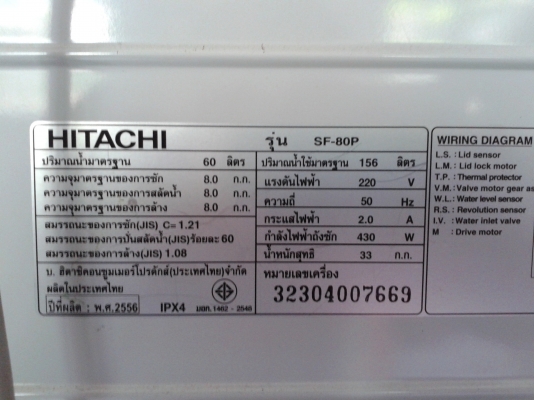 HITACHI รุ่น SF-80P
ปริมาณน้ำมาตรฐาน 60 ลิตร
ความจุมาตรฐานของการซัก 8.0 ก.ก.
ความจุมาตรฐานของการสลัดน้ำ 8.0 ก.ก.
ความจุมาตรฐานของการล้าง 8.0 ก.ก.
สมรรถนะของการซัก(JIS) C= 1.21
สมรรถนะของการปั่นสลัดน้ำ(JIS)ร้อยละ 60
สมรรถนะของการล้าง(JIS) 1.08
บ. ฮิตาชิคอนซูมเมอร์โปรดักส์(ประเทศไทย)จำกัด
ผลิตในประเทศไทย
ปีที่ผลิต : พ.ศ.2556 IPX4 มอก. 1462 - 2548
ปริมาณน้ำใช้มาตรฐาน 156 ลิตร
แรงดันไฟฟ้า 220 V
ความถี่ 50 Hz
กระแสไฟฟ้า 2.0 A
กำลังไฟฟ้าถังซัก 430 W
น้ำหนักสุทธิ 33 ก.ก.
หมายเลขเครื่อง
32304007669
WIRING DIAGRAM
L.S. : Lid sensor
L.M. : Lid lock motor
T.P. : Thermal protector
V.M. : Valve motor gear as
W.L. : Water level sensor
R.S. : Revolution sensor
I.V. : Water inlet valve
M : Drive motor